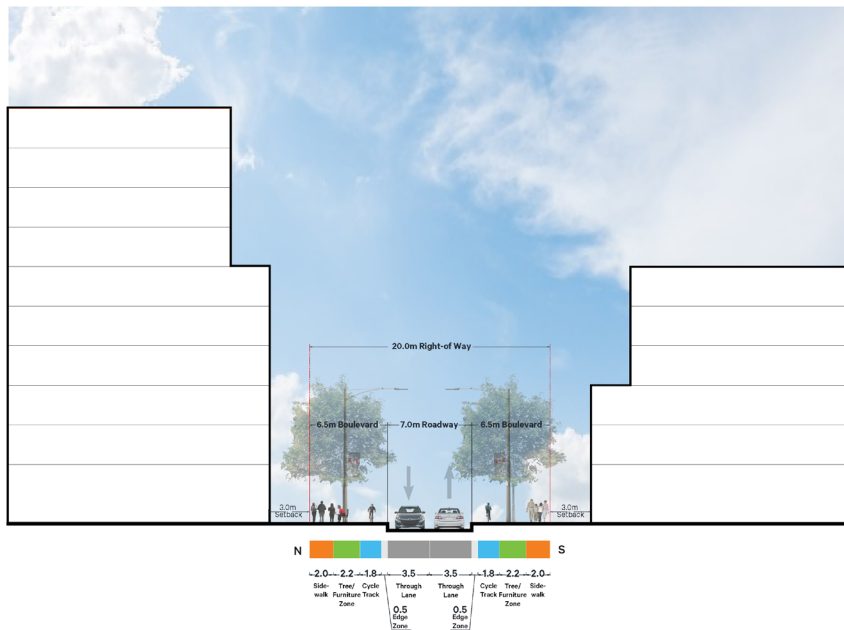 20.0m Right-of Way
6.5m Boulevard
7.0m Roadway
6.5m Boulevard
3.0m
Setback
3.0m
Setback
N
S
2.0
2.2
1.8
3.5
3.5
1.8
2.2
2.0
Side-
walk
Tree/
Furniture
Zone
Cycle
Track
Through
Lane
Through
Lane
Cycle
Track
Tree/
Furniture
Zone
Side-
walk
0.5
Edge
Zone
0.5
Edge
Zone